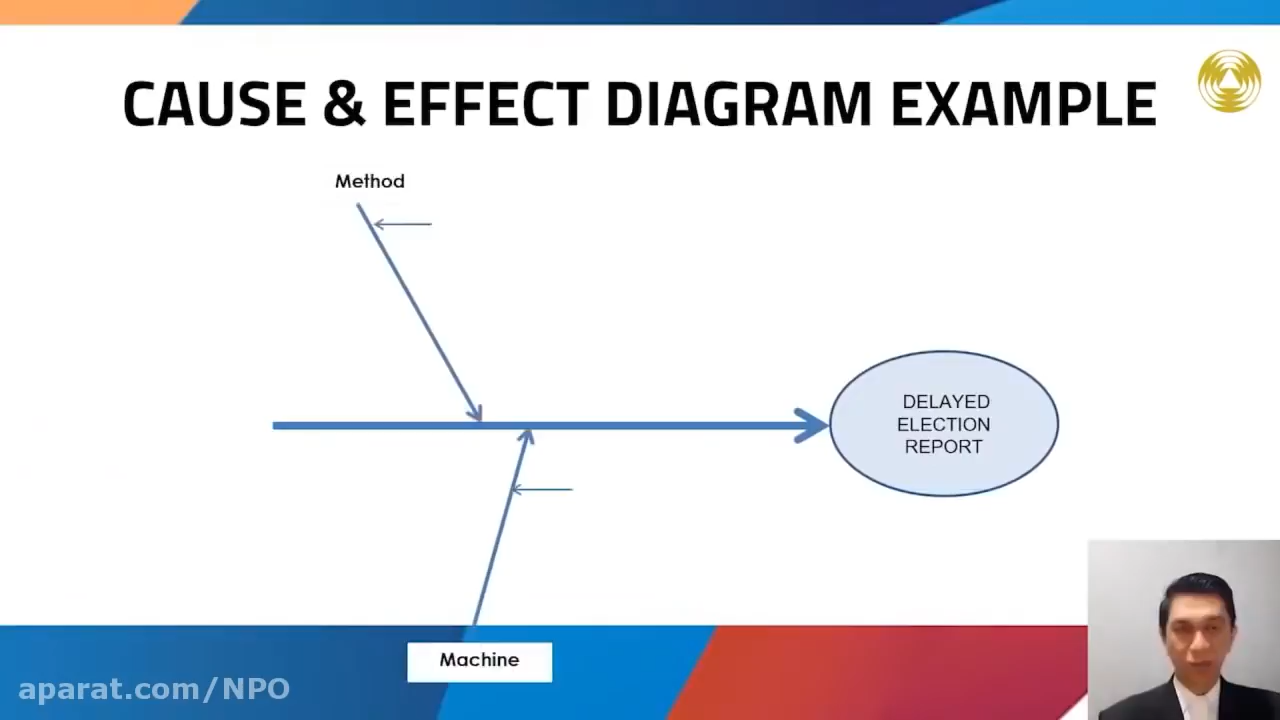 CAUSE & EFFECT DIAGRAM EXAMPLE
Method
DELAYED
ELECTION
REPORT
Machine
aparat.com/NPO